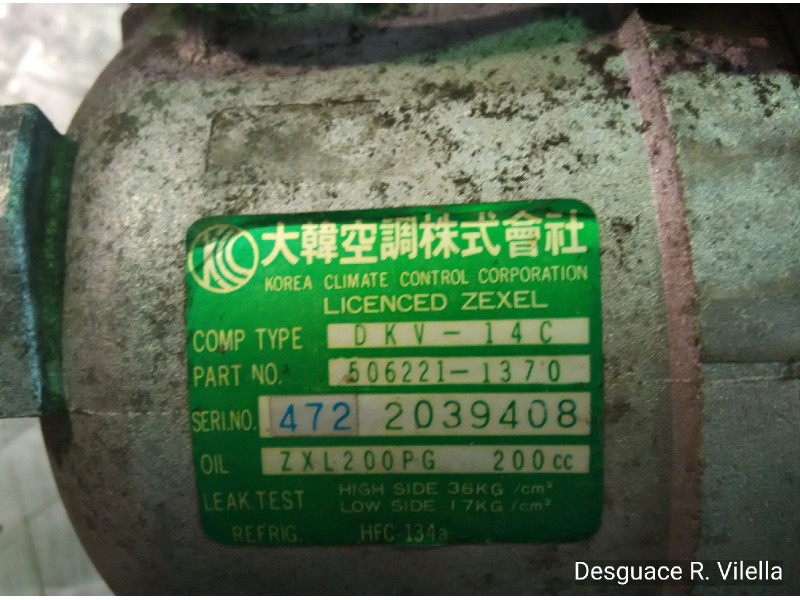 KCC 大韓空調株式會社
KOREA CLIMATE CONTROL CORPORATION
LICENCED ZEXEL
COMP TYPE DKV-14C
PART NO. 506221-1370
SERI.NO. 472 2039408
OIL ZXL200PG 200cc
LEAK.TEST HIGH SIDE 36KG/cm²
LOW SIDE 17KG/cm²
REFRIG. HFC-134a
Desguace R. Vilella